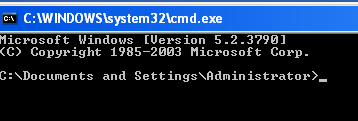 C:\WINDOWS\system32\cmd.exe
Microsoft Windows [Version 5.2.3790]
(C) Copyright 1985-2003 Microsoft Corp.
C:\Documents and Settings\Administrator>_